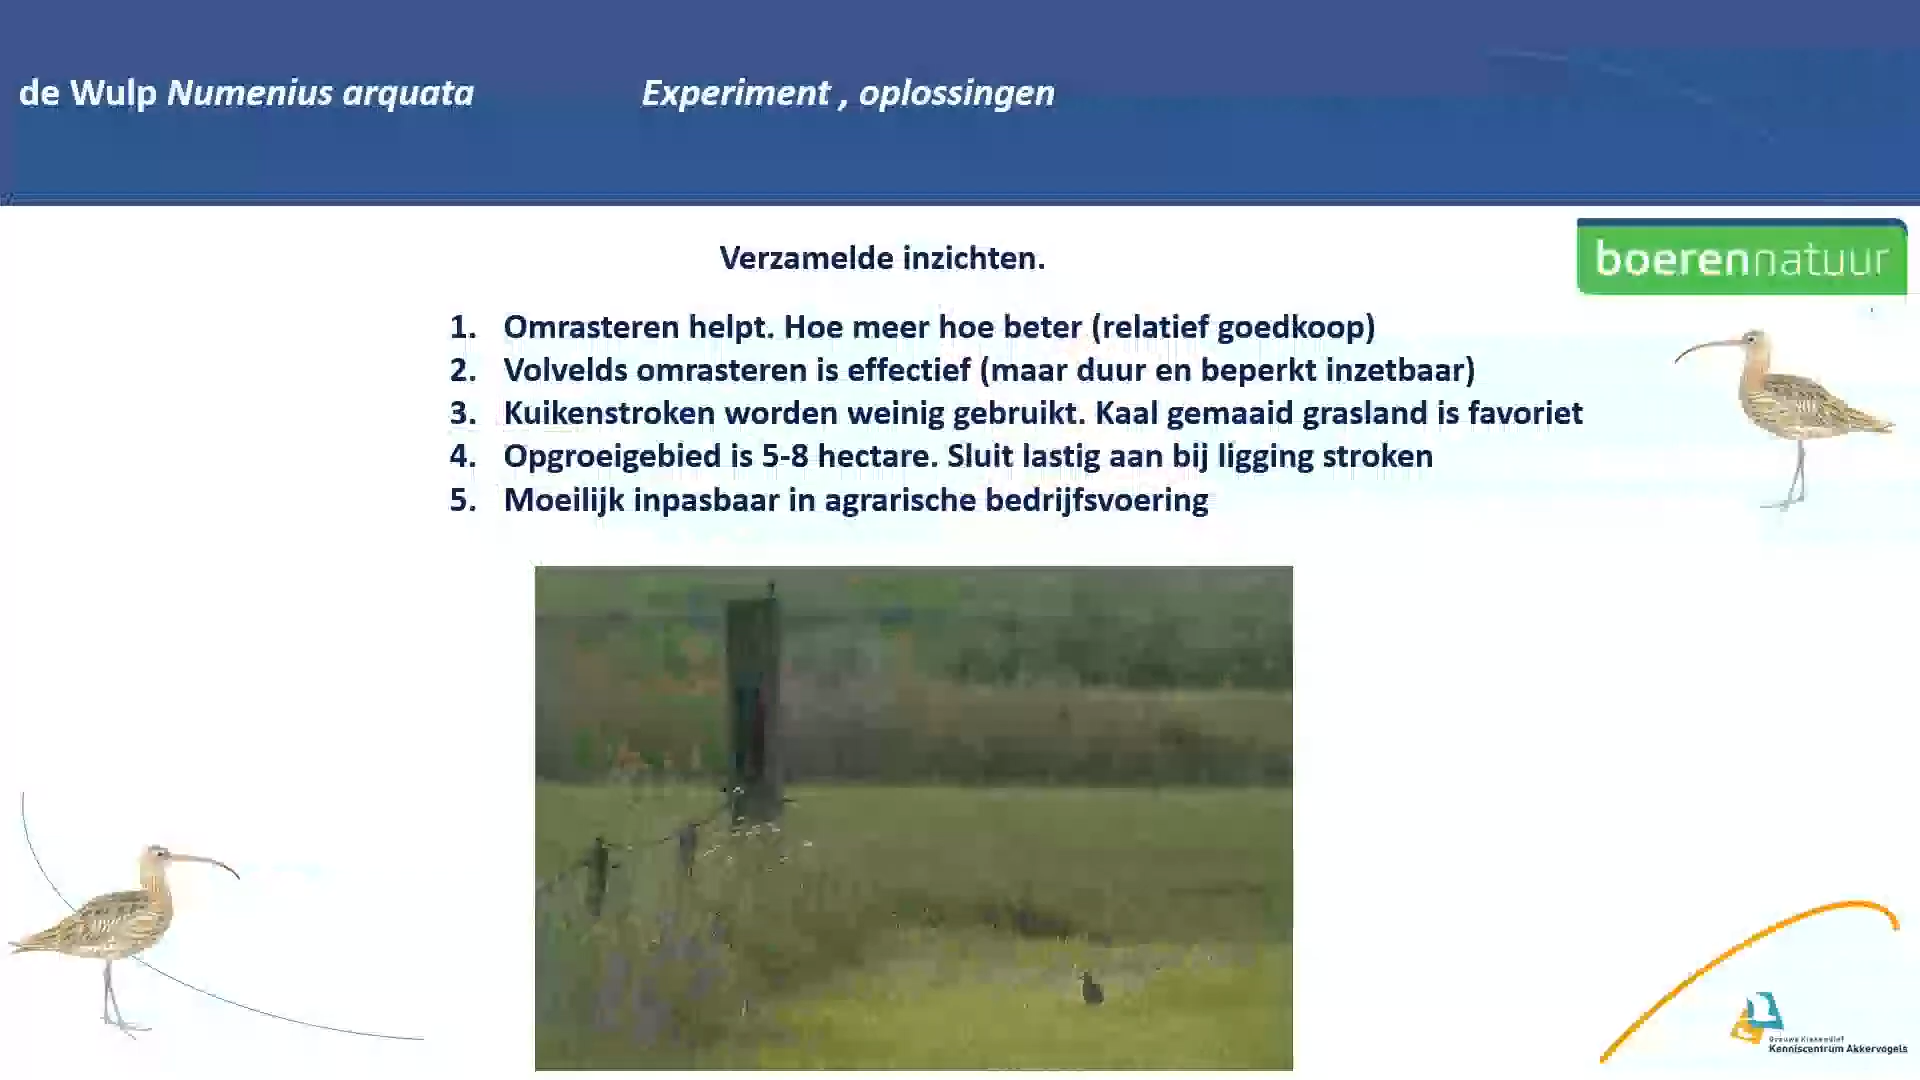 de Wulp Numenius arquata
Experiment , oplossingen
boerennatuur
Verzamelde inzichten.
1. Omrasteren helpt. Hoe meer hoe beter (relatief goedkoop)
2. Volvelds omrasteren is effectief (maar duur en beperkt inzetbaar)
3. Kuikenstroken worden weinig gebruikt. Kaal gemaaid grasland is favoriet
4. Opgroeigebied is 5-8 hectare. Sluit lastig aan bij ligging stroken
5. Moeilijk inpasbaar in agrarische bedrijfsvoering
Grauwe Kiekendief
Kenniscentrum Akkervogels